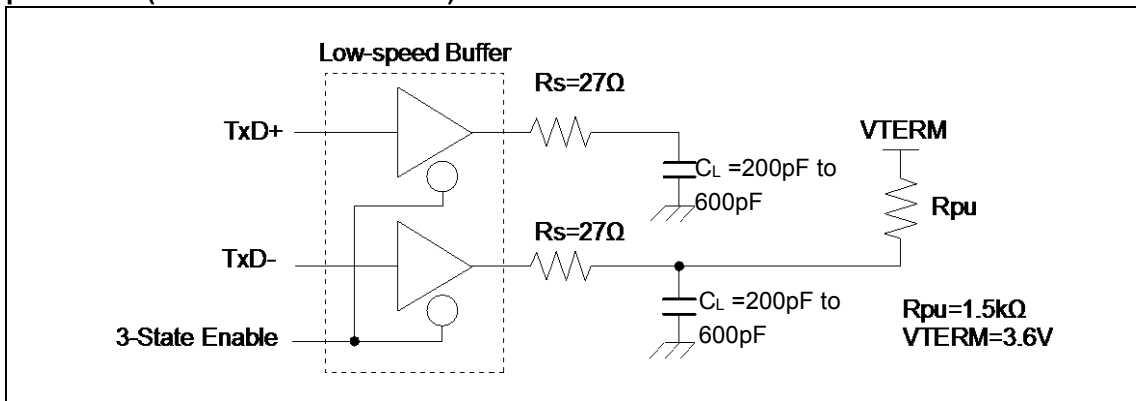 Low-speed Buffer
Rs=27Ω
TxD+
VTERM
CL =200pF to
600pF
Rpu
Rs=27Ω
TxD-
CL =200pF to
600pF
Rpu=1.5kΩ
VTERM=3.6V
3-State Enable